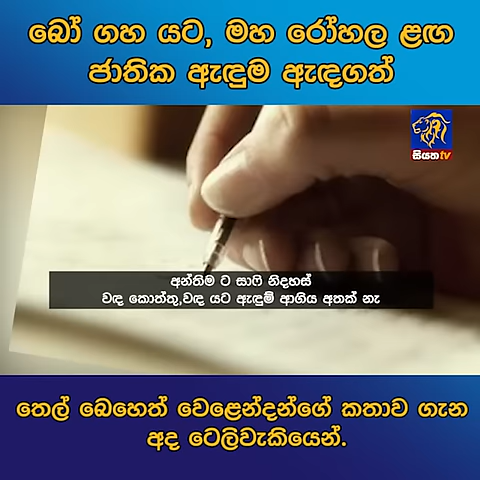 බෝ ගහ යට, මහ රෝහල ළඟ
ජාතික ඇඳුම ඇඳගත්
සියත tv
අන්තිම ට සාෆි නිදහස්
වඳ කොත්තු,වඳ යට ඇඳුම් ආගිය අතක් නැ
තෙල් බෙහෙත් වෙළෙන්දන්ගේ කතාව ගැන
අද ටෙලිවැකියෙන්.